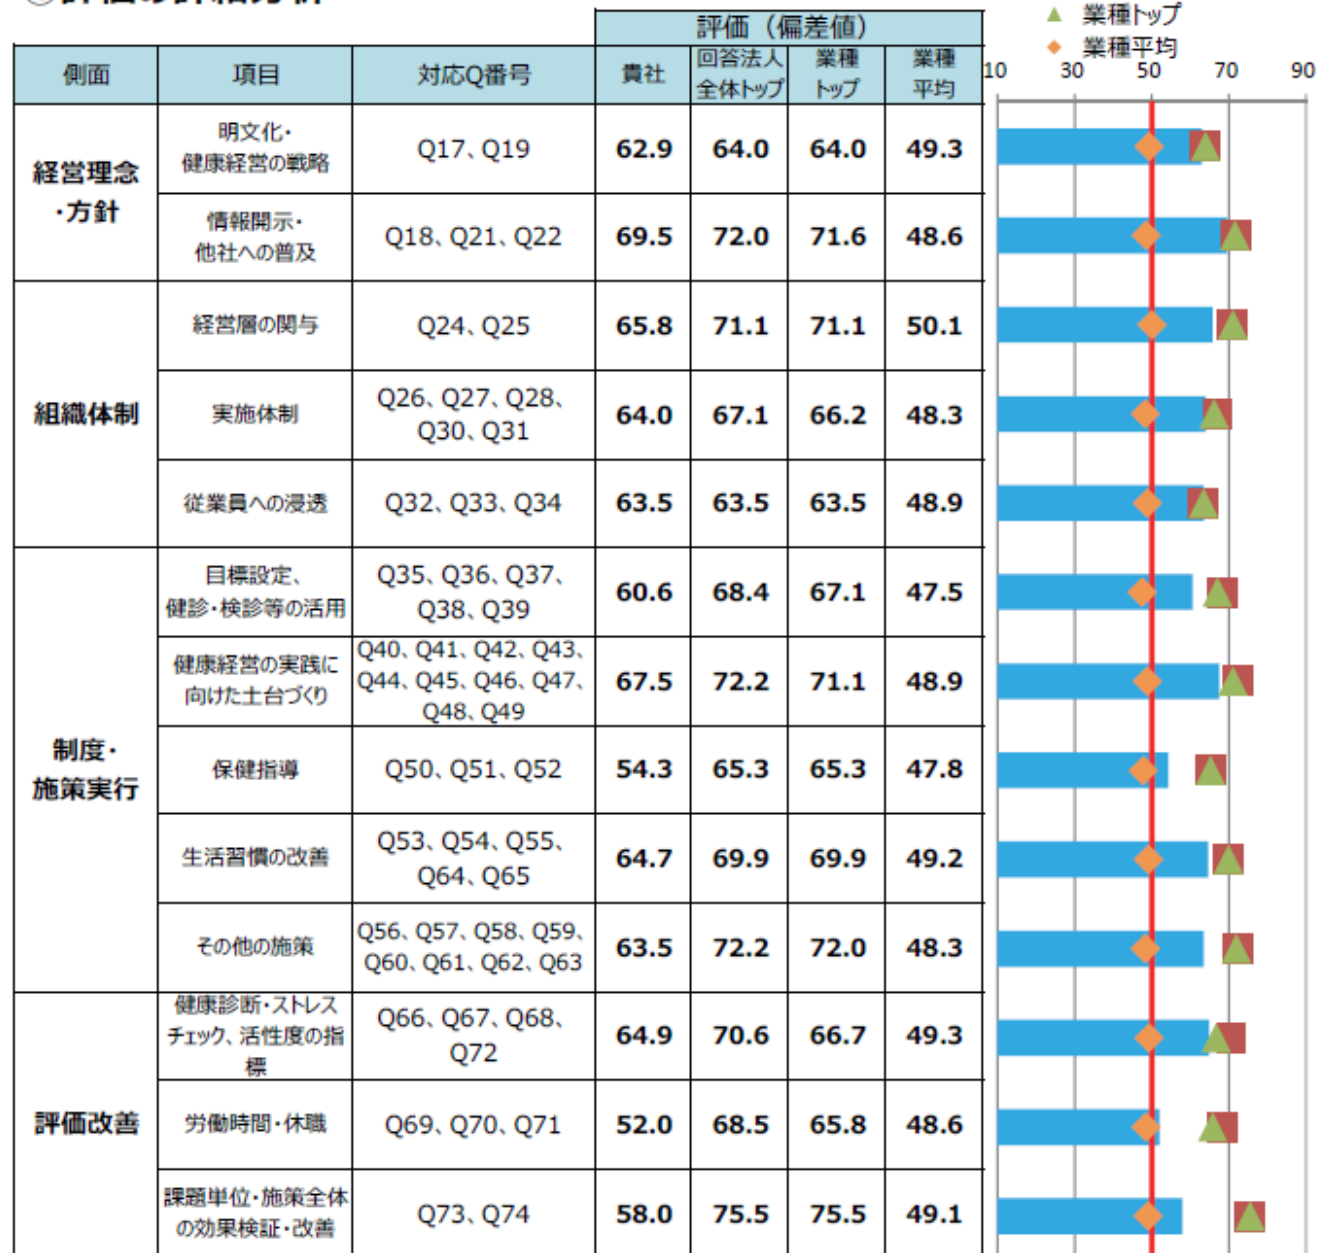 ▲ 業種トップ
◆ 業種平均
評価（偏差値）
側面 項目 対応Q番号 貴社 回答法人 業種 業種
全体トップ トップ 平均
10 30 50 70 90
経営理念
・方針
明文化・
健康経営の戦略
Q17、Q19 62.9 64.0 64.0 49.3
情報開示・
他社への普及
Q18、Q21、Q22 69.5 72.0 71.6 48.6
組織体制
経営層の関与 Q24、Q25 65.8 71.1 71.1 50.1
実施体制
Q26、Q27、Q28、
Q30、Q31
64.0 67.1 66.2 48.3
従業員への浸透 Q32、Q33、Q34 63.5 63.5 63.5 48.9
制度・
施策実行
目標設定、
健診・検診等の活用
Q35、Q36、Q37、
Q38、Q39
60.6 68.4 67.1 47.5
健康経営の実践に
向けた土台づくり
Q40、Q41、Q42、Q43、
Q44、Q45、Q46、Q47、
Q48、Q49
67.5 72.2 71.1 48.9
保健指導 Q50、Q51、Q52 54.3 65.3 65.3 47.8
生活習慣の改善
Q53、Q54、Q55、
Q64、Q65
64.7 69.9 69.9 49.2
その他の施策
Q56、Q57、Q58、Q59、
Q60、Q61、Q62、Q63
63.5 72.2 72.0 48.3
評価改善
健康診断・ストレス
チェック、活性度の指
標
Q66、Q67、Q68、
Q72
64.9 70.6 66.7 49.3
労働時間・休職 Q69、Q70、Q71 52.0 68.5 65.8 48.6
課題単位・施策全体
の効果検証・改善
Q73、Q74 58.0 75.5 75.5 49.1